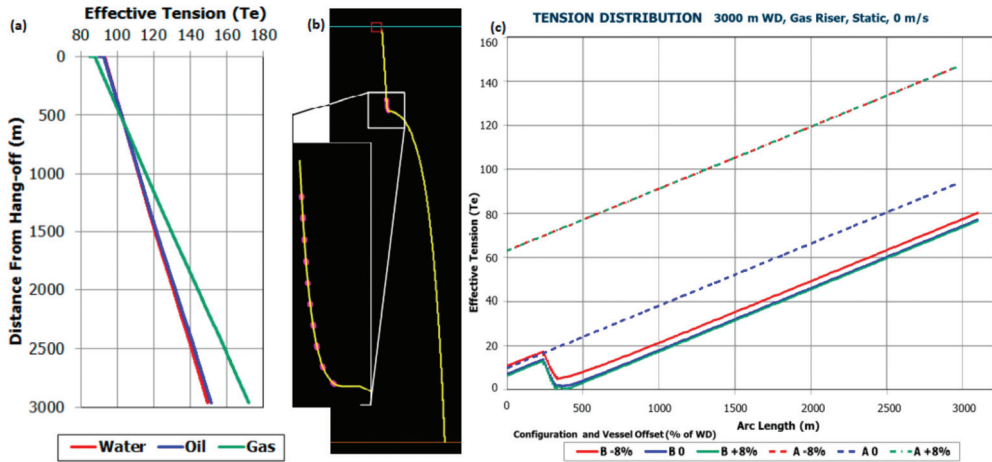 Effective Tension (Te)
(a)
80 100 120 140 160 180
0
500
1000
1500
2000
2500
3000
Distance From Hang-off (m)
Water Oil Gas
(b)
TENSION DISTRIBUTION 3000 m WD, Gas Riser, Static, 0 m/s
(c)
160
140
120
100
80
60
40
20
0
Effective Tension (Te)
0 500 1000 1500 2000 2500 3000
Arc Length (m)
Configuration and Vessel Offset (% of WD)
B -8% B 0 B +8% A -8% A 0 A +8%